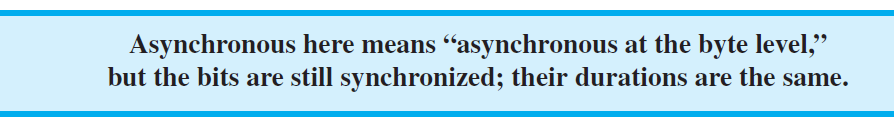 Asynchronous here means “asynchronous at the byte level,”
but the bits are still synchronized; their durations are the same.